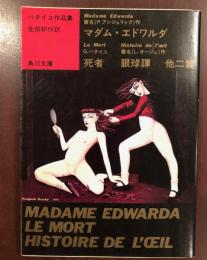 バタイユ作品集
生田耕作訳
角川文庫
Madame Edwarda
署名(P.アンジェリック)作
マダム・エドワルダ
Le Mort
G.バタイユ
死者
Histoire de l'œil
署名(L.オーシュ)作
眼球譚
他二篇
MADAME EDWARDA
LE MORT
HISTOIRE DE L'ŒIL